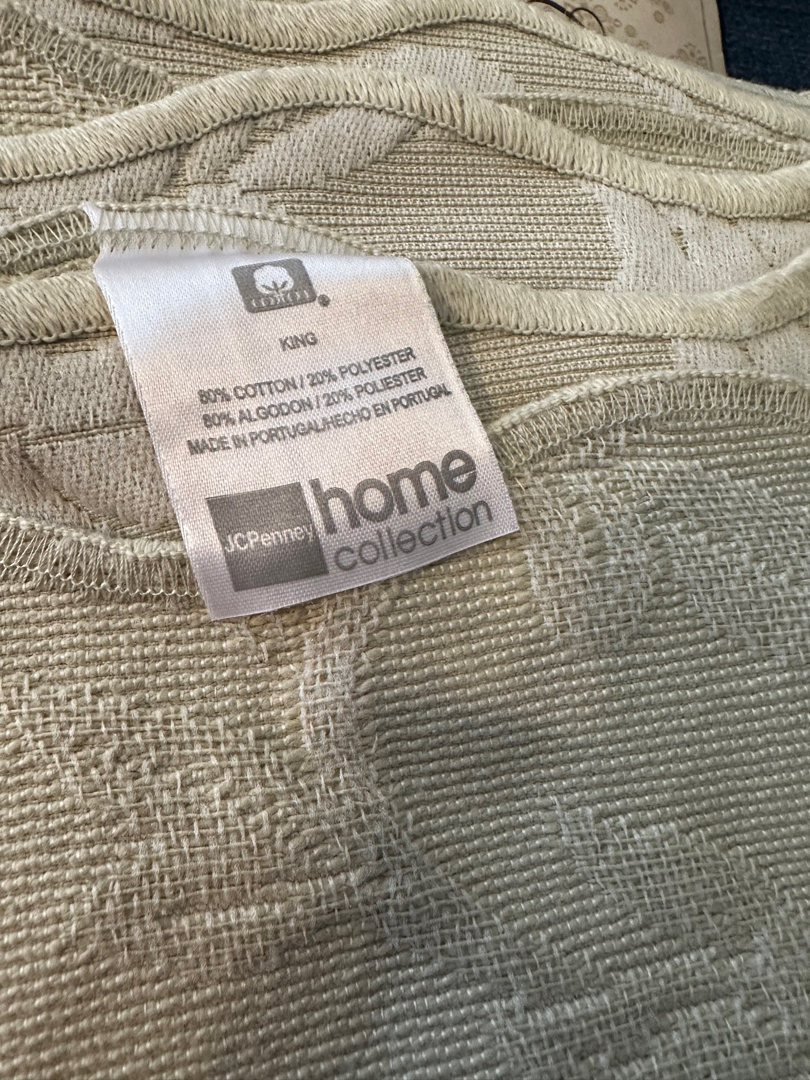 COTTON ®
KING
80% COTTON / 20% POLYESTER
80% ALGODON / 20% POLIESTER
MADE IN PORTUGAL/HECHO EN PORTUGAL
JCPenney home
collection